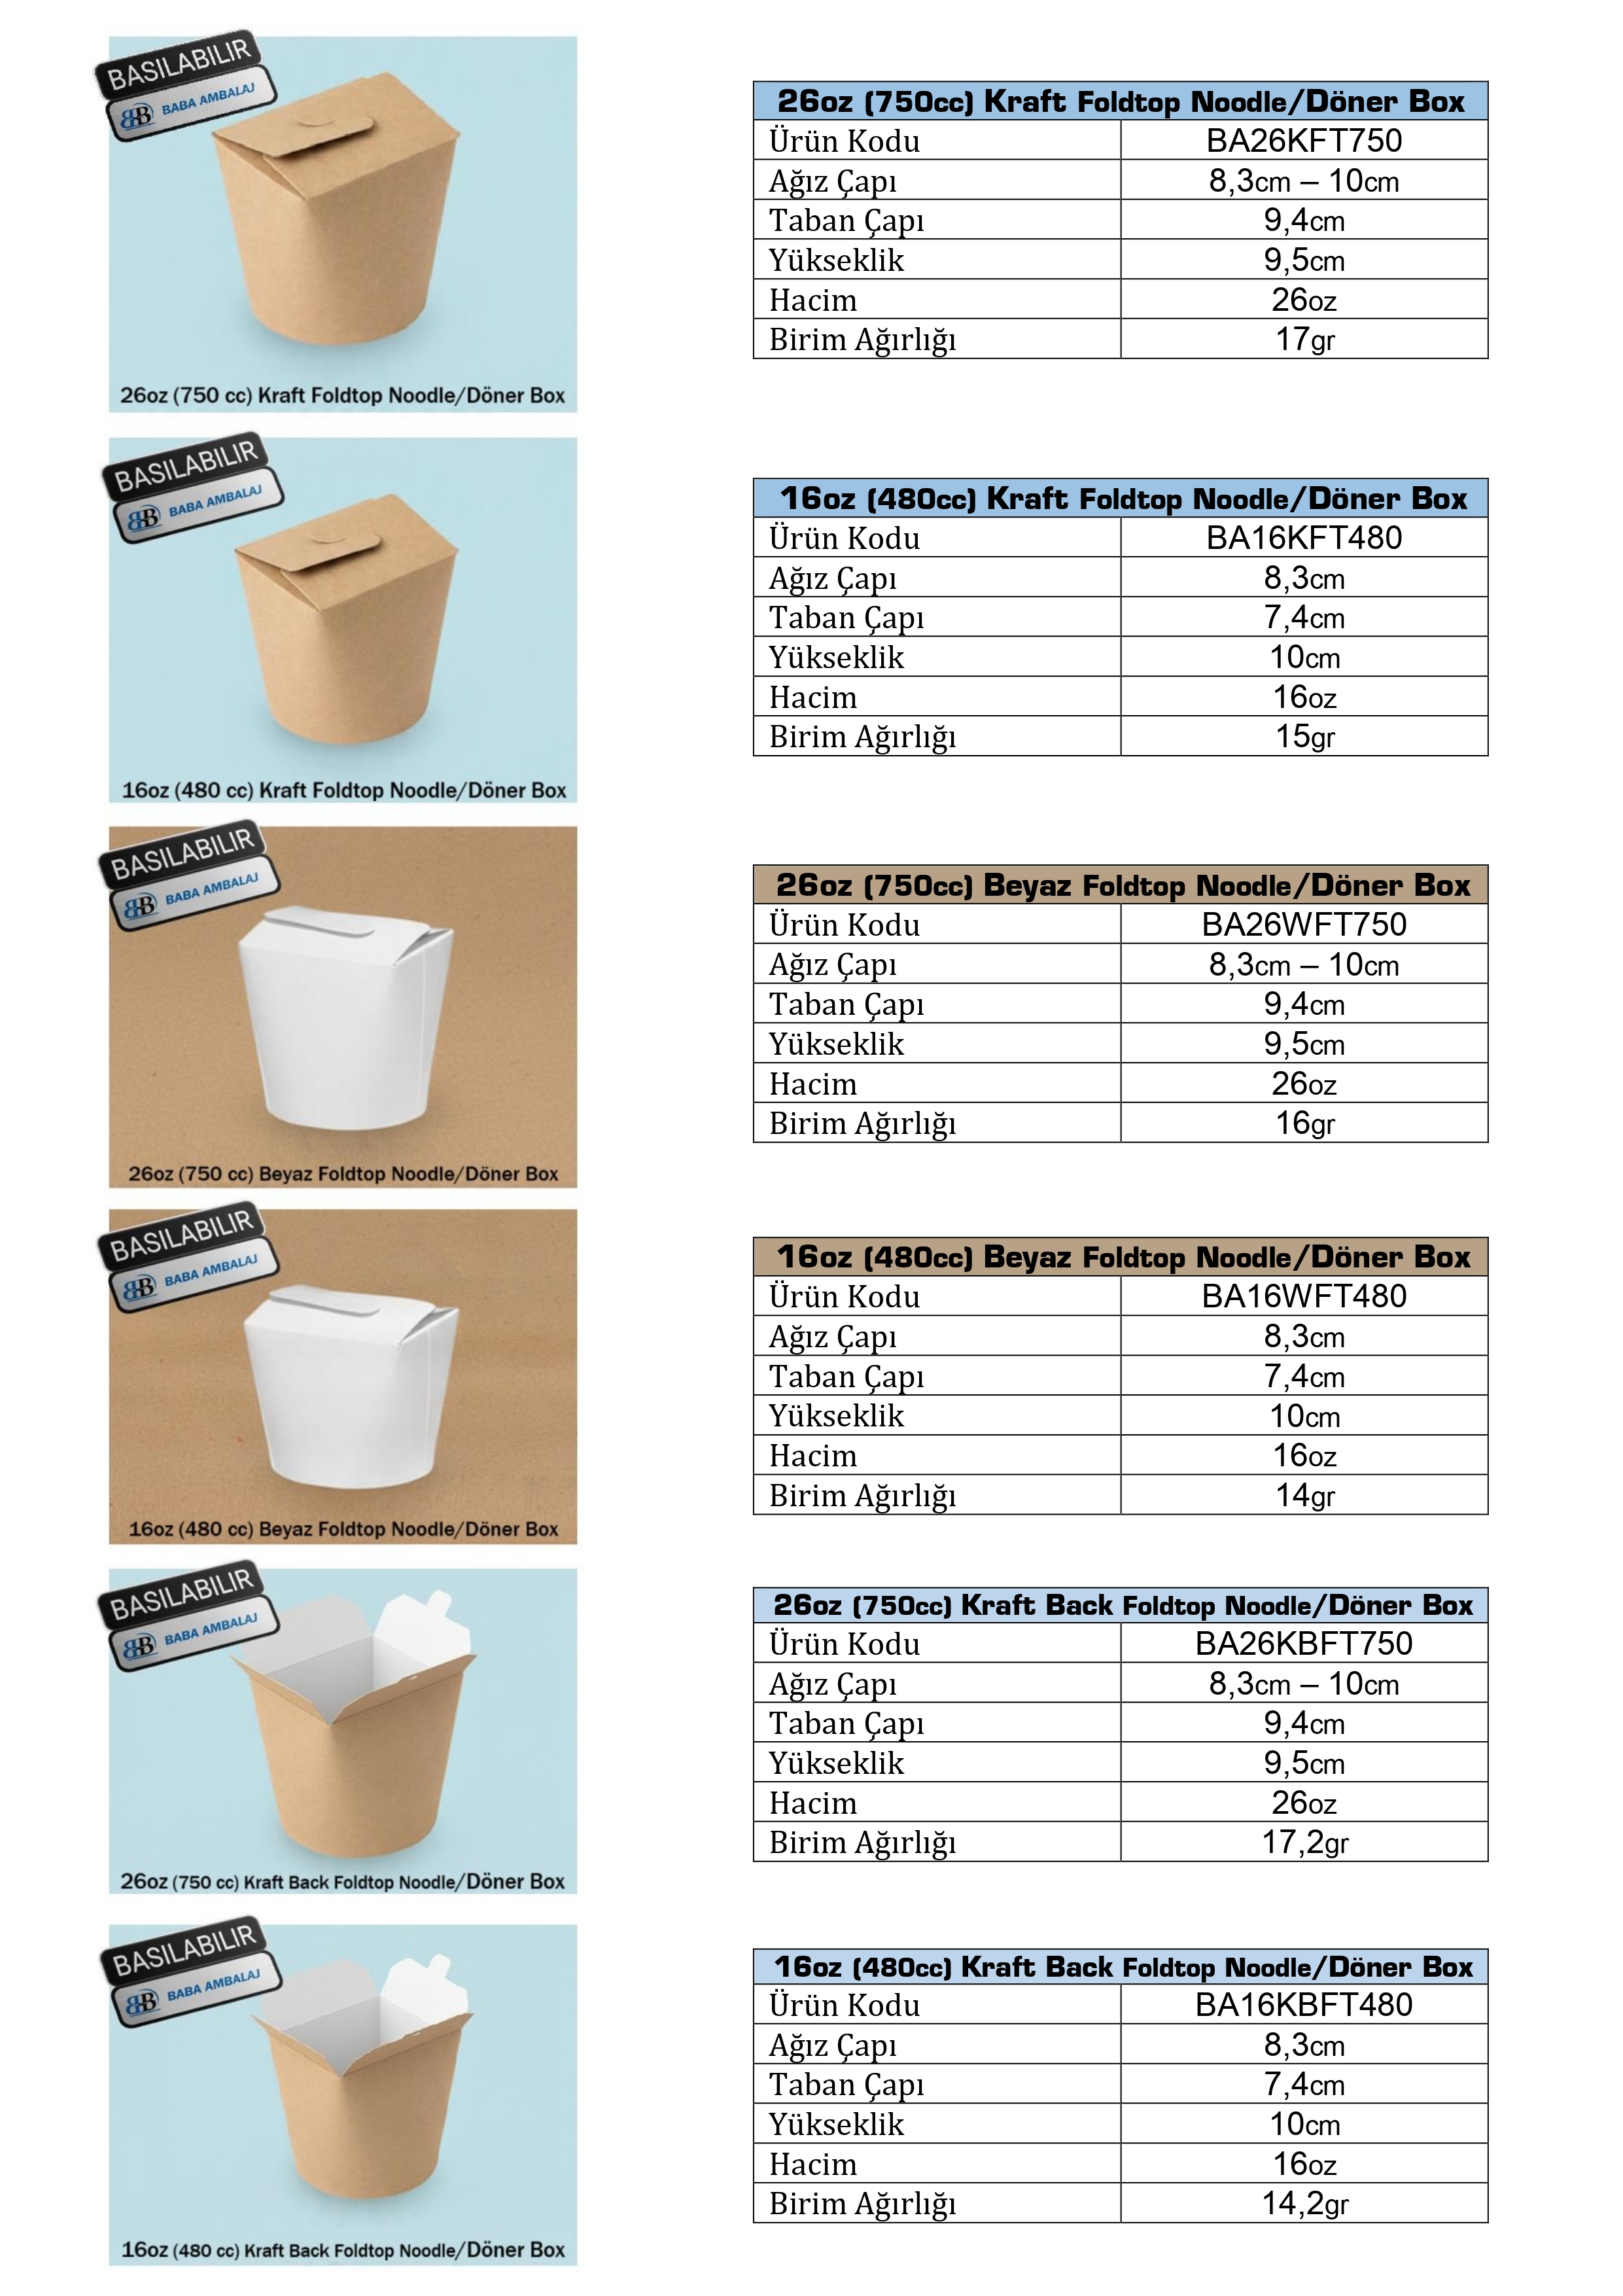 BASILABILIR
BB BABA AMBALAJ
26oz (750 cc) Kraft Foldtop Noodle/Döner Box
26oz (750cc) Kraft Foldtop Noodle/Döner Box
Ürün Kodu BA26KFT750
Ağız Çapı 8,3cm – 10cm
Taban Çapı 9,4cm
Yükseklik 9,5cm
Hacim 26oz
Birim Ağırlığı 17gr
BASILABILIR
BB BABA AMBALAJ
16oz (480 cc) Kraft Foldtop Noodle/Döner Box
16oz (480cc) Kraft Foldtop Noodle/Döner Box
Ürün Kodu BA16KFT480
Ağız Çapı 8,3cm
Taban Çapı 7,4cm
Yükseklik 10cm
Hacim 16oz
Birim Ağırlığı 15gr
BASILABILIR
BB BABA AMBALAJ
26oz (750 cc) Beyaz Foldtop Noodle/Döner Box
26oz (750cc) Beyaz Foldtop Noodle/Döner Box
Ürün Kodu BA26WFT750
Ağız Çapı 8,3cm – 10cm
Taban Çapı 9,4cm
Yükseklik 9,5cm
Hacim 26oz
Birim Ağırlığı 16gr
BASILABILIR
BB BABA AMBALAJ
16oz (480 cc) Beyaz Foldtop Noodle/Döner Box
16oz (480cc) Beyaz Foldtop Noodle/Döner Box
Ürün Kodu BA16WFT480
Ağız Çapı 8,3cm
Taban Çapı 7,4cm
Yükseklik 10cm
Hacim 16oz
Birim Ağırlığı 14gr
BASILABILIR
BB BABA AMBALAJ
26oz (750 cc) Kraft Back Foldtop Noodle/Döner Box
26oz (750cc) Kraft Back Foldtop Noodle/Döner Box
Ürün Kodu BA26KBFT750
Ağız Çapı 8,3cm – 10cm
Taban Çapı 9,4cm
Yükseklik 9,5cm
Hacim 26oz
Birim Ağırlığı 17,2gr
BASILABILIR
BB BABA AMBALAJ
16oz (480 cc) Kraft Back Foldtop Noodle/Döner Box
16oz (480cc) Kraft Back Foldtop Noodle/Döner Box
Ürün Kodu BA16KBFT480
Ağız Çapı 8,3cm
Taban Çapı 7,4cm
Yükseklik 10cm
Hacim 16oz
Birim Ağırlığı 14,2gr